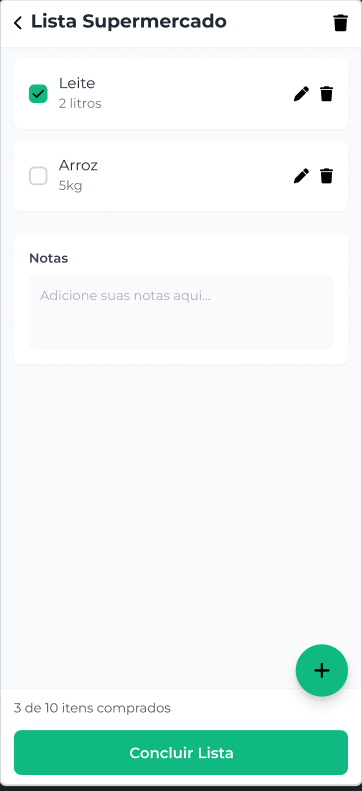 Lista Supermercado
Leite
2 litros
Arroz
5kg
Notas
Adicione suas notas aqui...
3 de 10 itens comprados
Concluir Lista